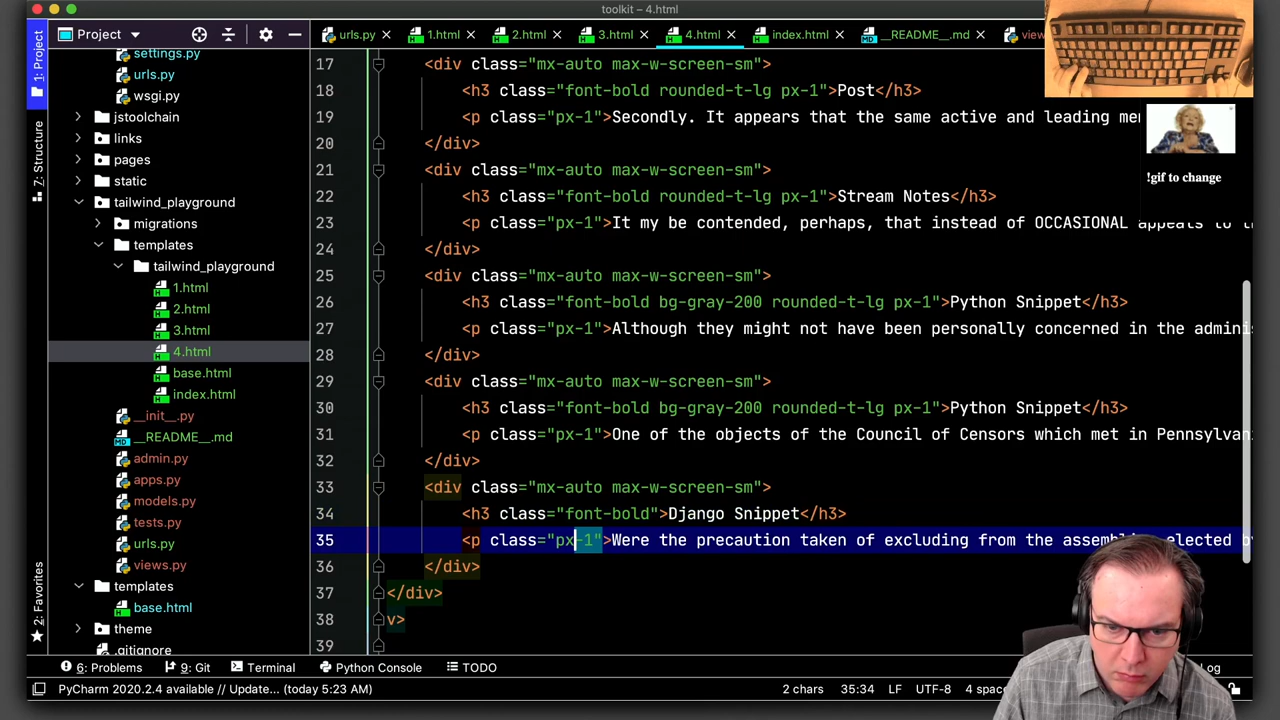 toolkit – 4.html
Project
urls.py
1.html
2.html
3.html
4.html
index.html
__README__.md
1: Project
7: Structure
2: Favorites
settings.py
urls.py
wsgi.py
jstoolchain
links
pages
static
tailwind_playground
migrations
templates
tailwind_playground
1.html
2.html
3.html
4.html
base.html
index.html
__init__.py
__README__.md
admin.py
apps.py
models.py
tests.py
urls.py
views.py
templates
base.html
theme
.gitignore
17 <div class="mx-auto max-w-screen-sm">
18 <h3 class="font-bold rounded-t-lg px-1">Post</h3>
19 <p class="px-1">Secondly. It appears that the same active and leading
20 </div>
21 <div class="mx-auto max-w-screen-sm">
22 <h3 class="font-bold rounded-t-lg px-1">Stream Notes</h3>
23 <p class="px-1">It my be contended, perhaps, that instead of OCCASIONAL appeals to
24 </div>
25 <div class="mx-auto max-w-screen-sm">
26 <h3 class="font-bold bg-gray-200 rounded-t-lg px-1">Python Snippet</h3>
27 <p class="px-1">Although they might not have been personally concerned in the
28 </div>
29 <div class="mx-auto max-w-screen-sm">
30 <h3 class="font-bold bg-gray-200 rounded-t-lg px-1">Python Snippet</h3>
31 <p class="px-1">One of the objects of the Council of Censors which met in
32 </div>
33 <div class="mx-auto max-w-screen-sm">
34 <h3 class="font-bold">Django Snippet</h3>
35 <p class="px-1">Were the precaution taken of excluding from the elected
36 </div>
37 </div>
38 v>
39
!gif to change
6: Problems
9: Git
Terminal
Python Console
TODO
Log
PyCharm 2020.2.4 available // Update... (today 5:23 AM)
2 chars
35:34
LF
UTF-8